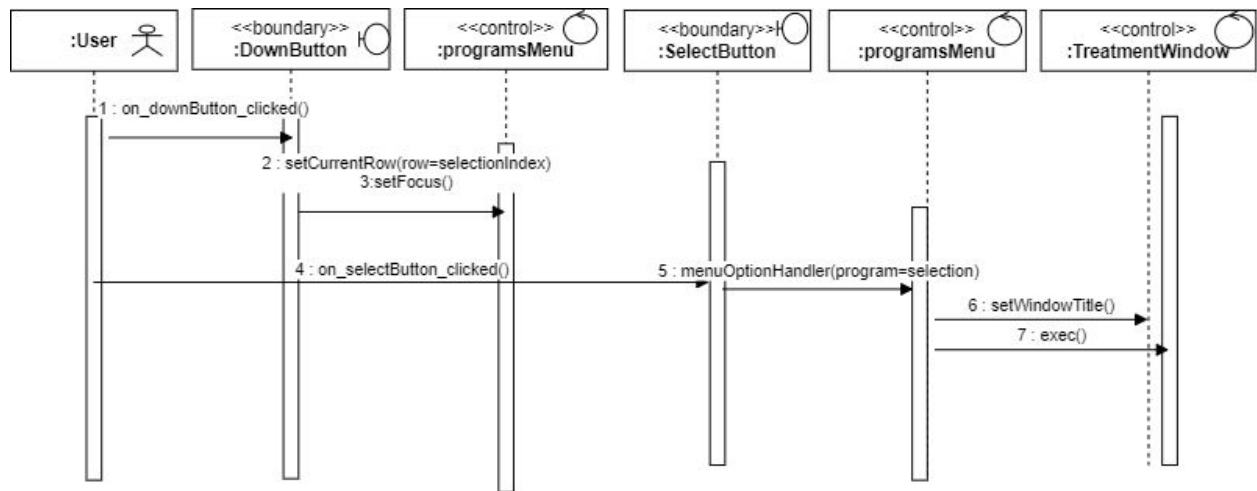 :User
<<boundary>>
:DownButton
<<control>>
:programsMenu
<<boundary>>
:SelectButton
<<control>>
:programsMenu
<<control>>
:TreatmentWindow
1 : on_downButton_clicked()
2 : setCurrentRow(row=selectionIndex)
3:setFocus()
4 : on_selectButton_clicked()
5 : menuOptionHandler(program=selection)
6 : setWindowTitle()
7 : exec()